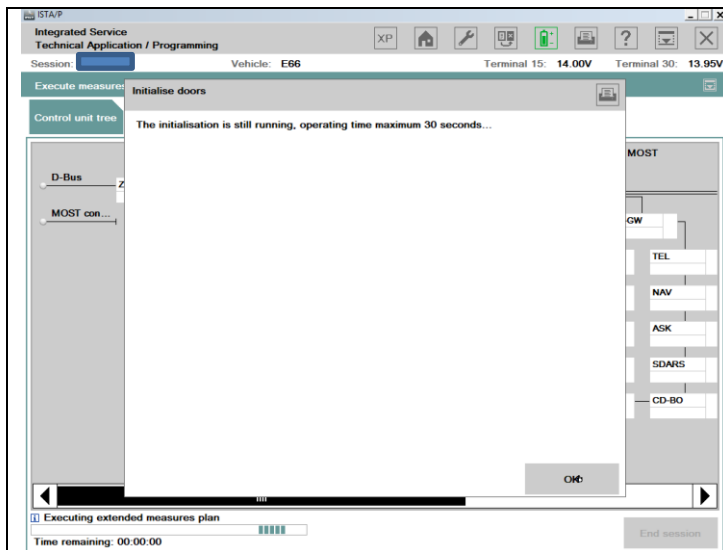 ISTA/P
Integrated Service
Technical Application / Programming
XP
?
Session:
Vehicle: E66
Terminal 15: 14.00V
Terminal 30: 13.95V
Execute measures
Initialise doors
Control unit tree
The initialisation is still running, operating time maximum 30 seconds...
MOST
D-Bus
Z
MOST con...
-GW
TEL
NAV
ASK
SDARS
CD-BO
OK
Executing extended measures plan
Time remaining: 00:00:00
End session